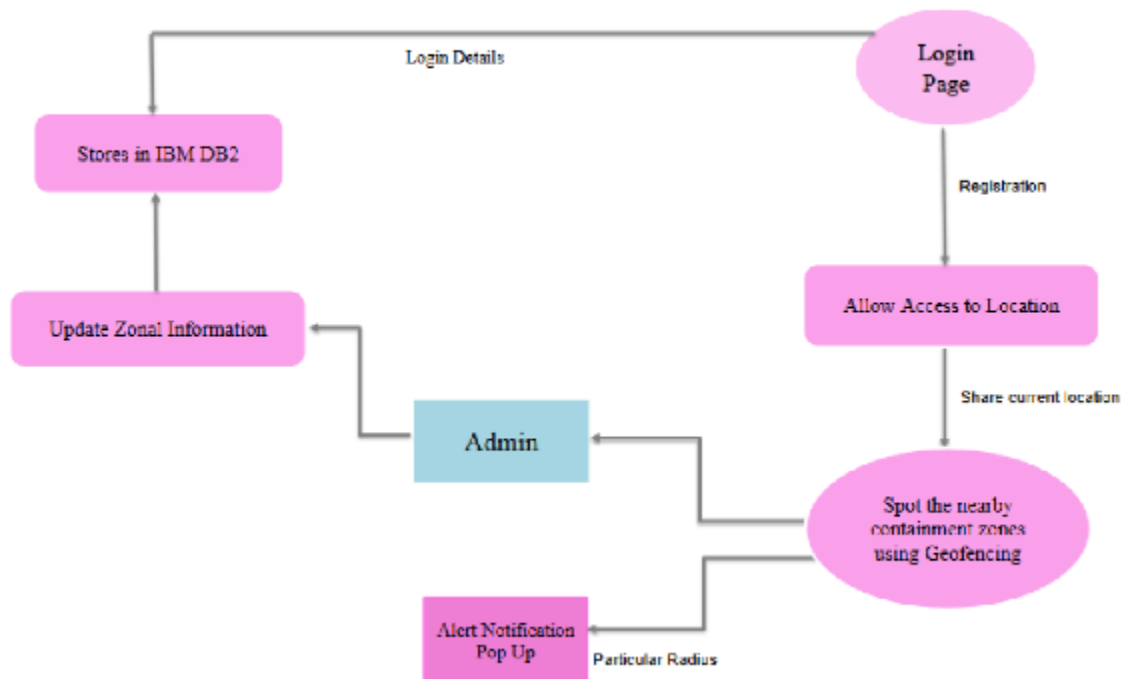 Login
Page
Login Details
Stores in IBM DB2
Registration
Allow Access to Location
Update Zonal Information
Share current location
Admin
Spot the nearby
containment zones
using Geofencing
Alert Notification
Pop Up
Particular Radius